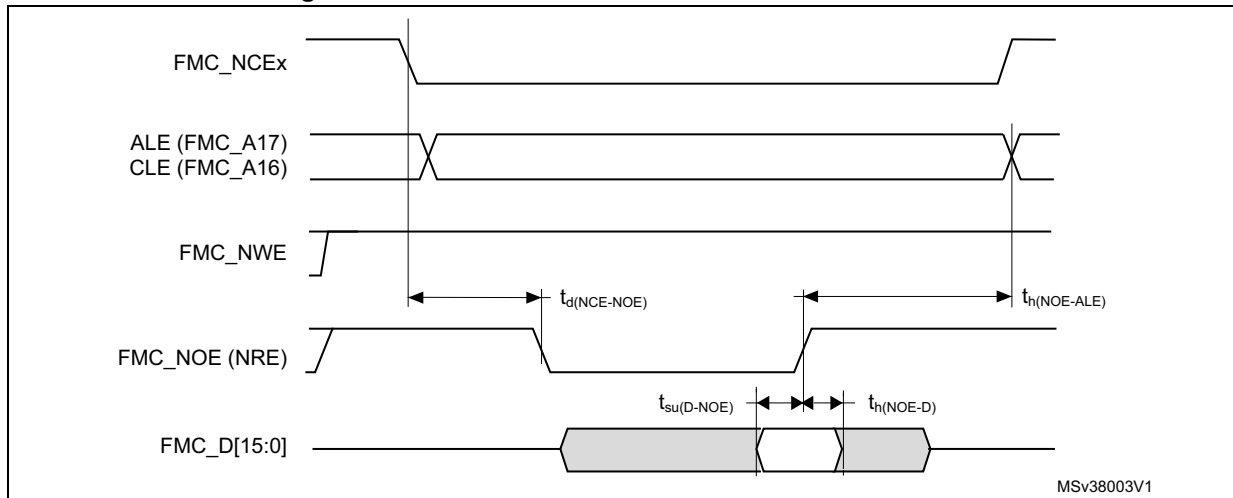 FMC_NCEx
ALE (FMC_A17)
CLE (FMC_A16)
FMC_NWE
td(NCE-NOE)
th(NOE-ALE)
FMC_NOE (NRE)
tsu(D-NOE)
th(NOE-D)
FMC_D[15:0]
MSv38003V1